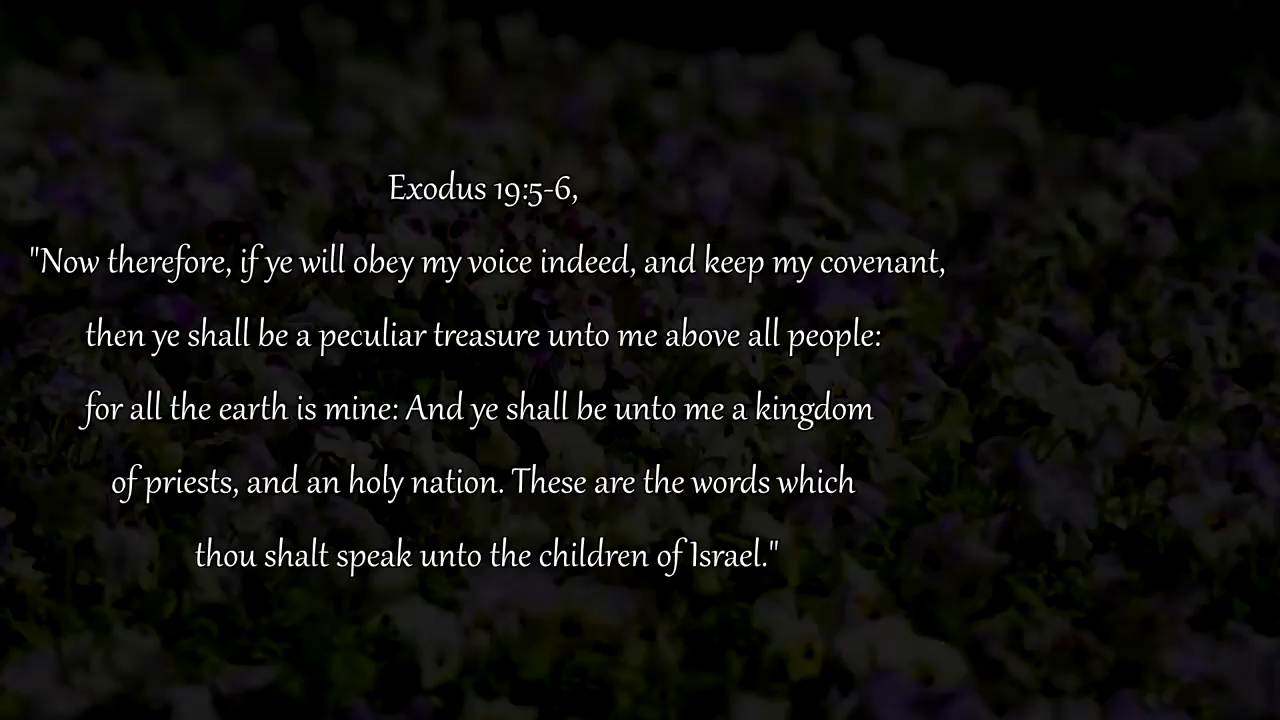 Exodus 19:5-6,
"Now therefore, if ye will obey my voice indeed, and keep my covenant,
then ye shall be a peculiar treasure unto me above all people:
for all the earth is mine: And ye shall be unto me a kingdom
of priests, and an holy nation. These are the words which
thou shalt speak unto the children of Israel."